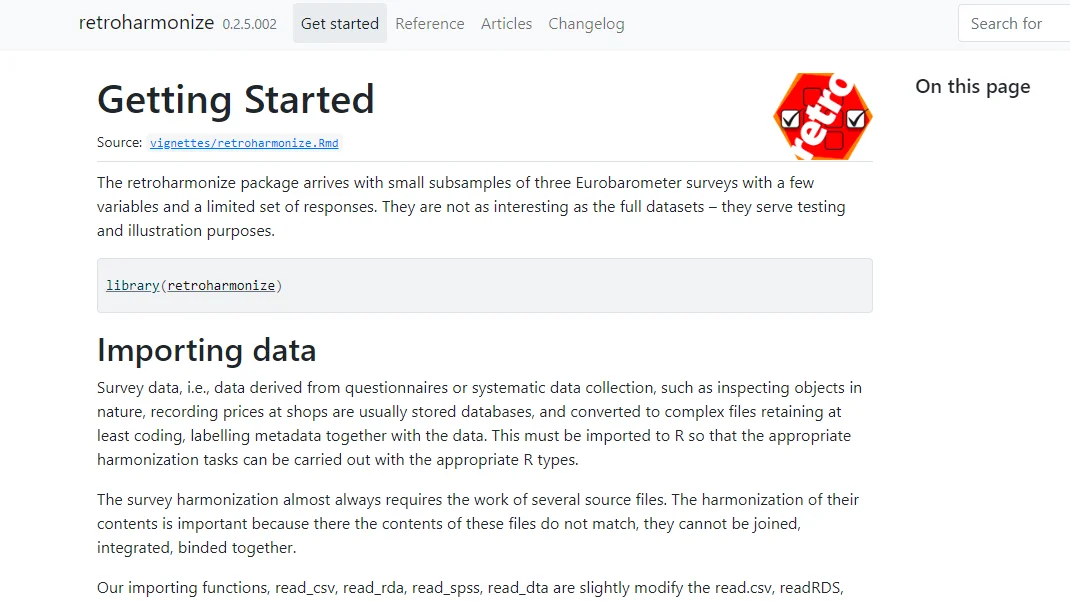 retroharmonize 0.2.5.002 Get started Reference Articles Changelog Search for
Getting Started
retro
On this page
Source: vignettes/retroharmonize.Rmd
The retroharmonize package arrives with small subsamples of three Eurobarometer surveys with a few
variables and a limited set of responses. They are not as interesting as the full datasets – they serve testing
and illustration purposes.
library(retroharmonize)
Importing data
Survey data, i.e., data derived from questionnaires or systematic data collection, such as inspecting objects in
nature, recording prices at shops are usually stored databases, and converted to complex files retaining at
least coding, labelling metadata together with the data. This must be imported to R so that the appropriate
harmonization tasks can be carried out with the appropriate R types.
The survey harmonization almost always requires the work of several source files. The harmonization of their
contents is important because there the contents of these files do not match, they cannot be joined,
integrated, binded together.
Our importing functions, read_csv, read_rda, read_spss, read_dta are slightly modify the read.csv, readRDS,